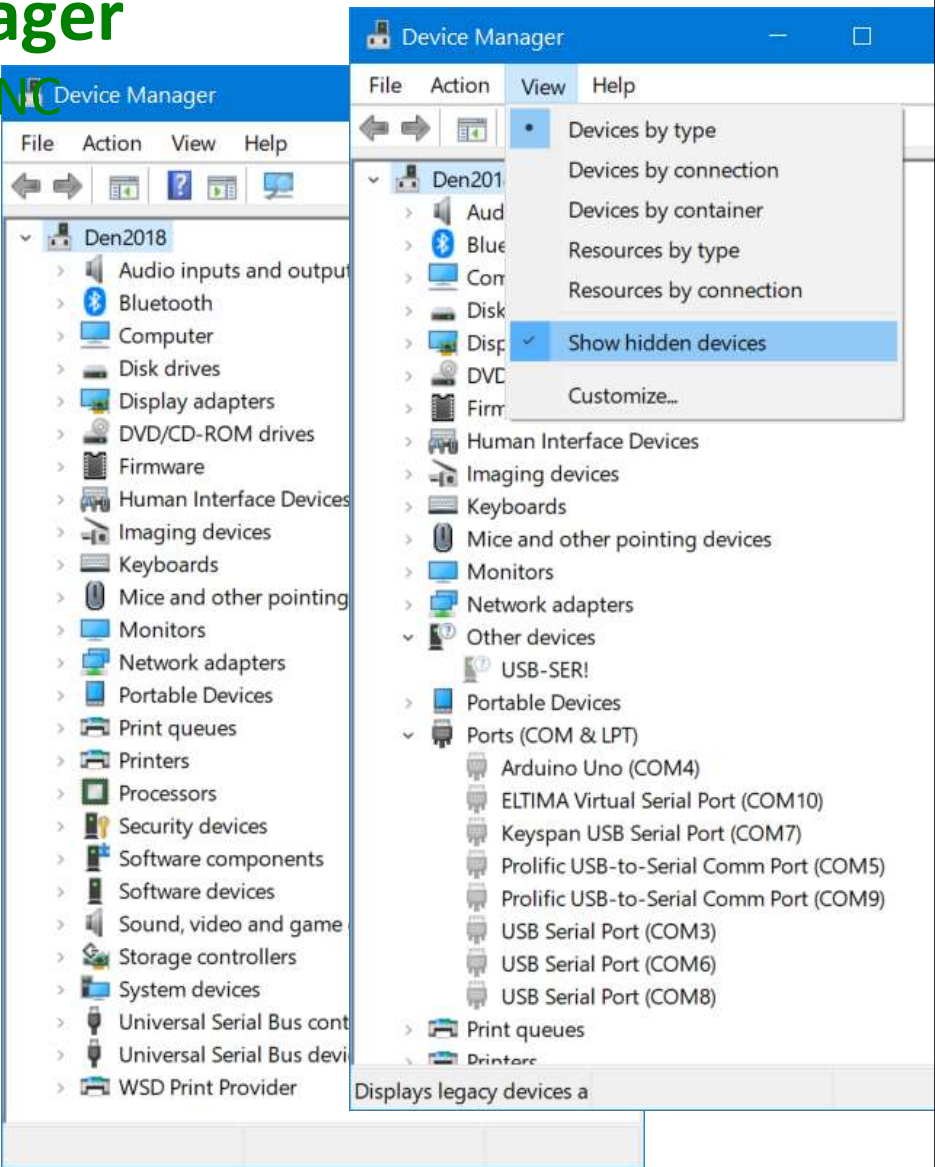 ager
NC
Device Manager
File Action View Help
Den2018
Audio inputs and output
Bluetooth
Computer
Disk drives
Display adapters
DVD/CD-ROM drives
Firmware
Human Interface Devices
Imaging devices
Keyboards
Mice and other pointing
Monitors
Network adapters
Portable Devices
Print queues
Printers
Processors
Security devices
Software components
Software devices
Sound, video and game
Storage controllers
System devices
Universal Serial Bus cont
Universal Serial Bus devi
WSD Print Provider
Device Manager
File Action View Help
Devices by type
Devices by connection
Devices by container
Resources by type
Resources by connection
Show hidden devices
Customize...
Den201
Aud
Blue
Com
Disk
Disp
DVD
Firm
Human Interface Devices
Imaging devices
Keyboards
Mice and other pointing devices
Monitors
Network adapters
Other devices
USB-SER!
Portable Devices
Ports (COM & LPT)
Arduino Uno (COM4)
ELTIMA Virtual Serial Port (COM10)
Keyspan USB Serial Port (COM7)
Prolific USB-to-Serial Comm Port (COM5)
Prolific USB-to-Serial Comm Port (COM9)
USB Serial Port (COM3)
USB Serial Port (COM6)
USB Serial Port (COM8)
Print queues
Printers
Displays legacy devices a